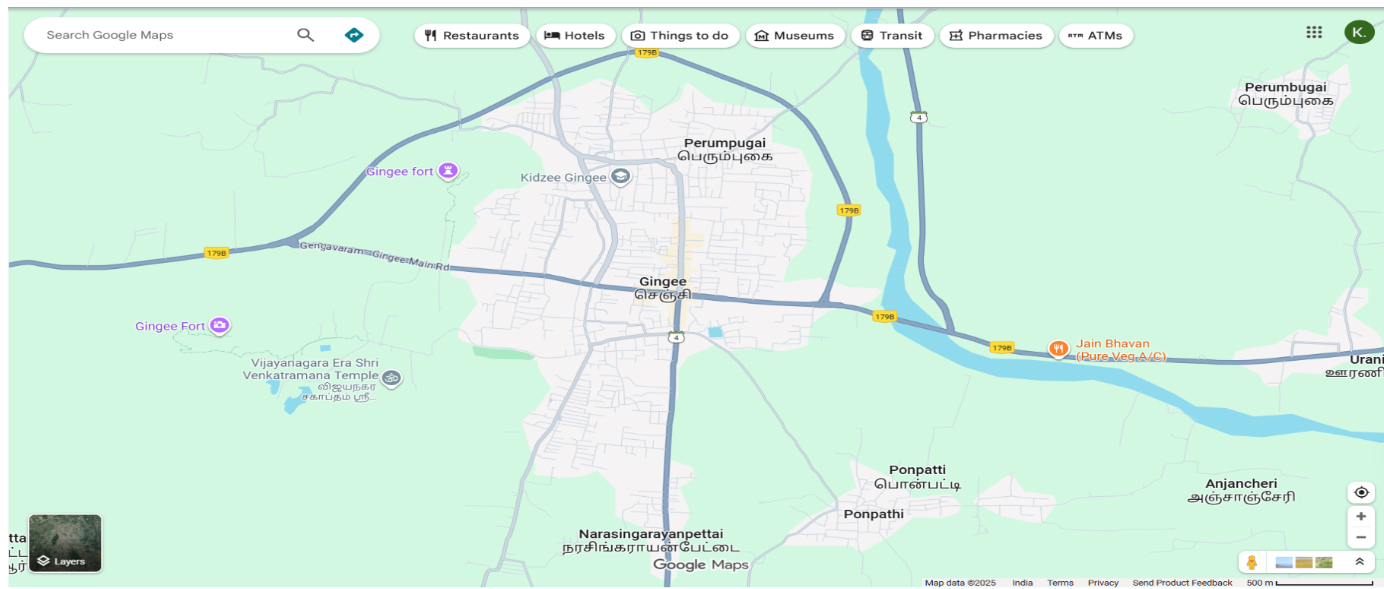 Search Google Maps
Restaurants
Hotels
Things to do
Museums
Transit
Pharmacies
ATMs
K.
179B
Perumbugai
பெரும்புகை
4
Perumpugai
பெரும்புகை
Gingee fort
Kidzee Gingee
179B
179B
Gengavaram - Gingee Main Rd
Gingee
செஞ்சி
Gingee Fort
179B
4
179B
Jain Bhavan
(Pure Veg A/C)
Urani
ஊரணி
Vijayanagara Era Shri
Venkatramana Temple
விஜயநகர
சகாப்தம் ஸ்ரீ...
Ponpatti
பொன்பட்டி
Anjancheri
அஞ்சாஞ்சேரி
Ponpathi
Narasingarayanpettai
நரசிங்கராயன்பேட்டை
tta
Layers
Google Maps
Map data ©2025 India Terms Privacy Send Product Feedback 500 m